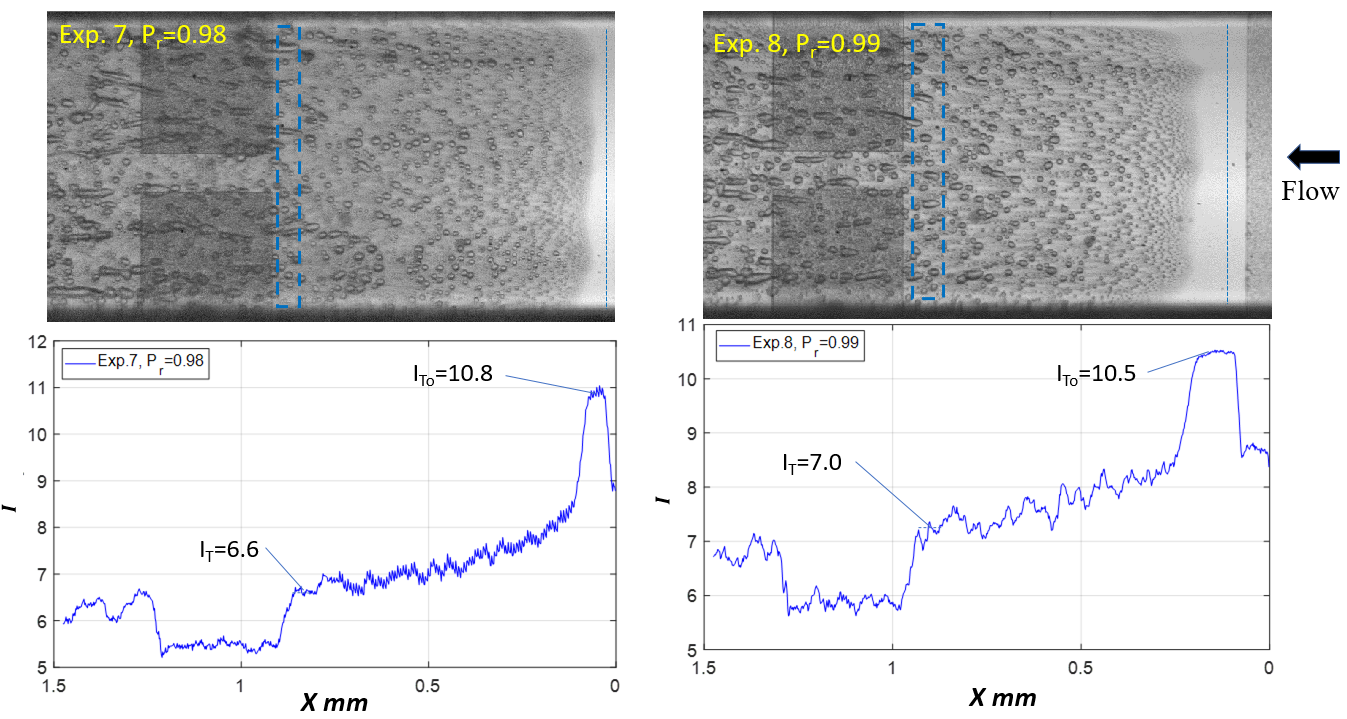 Exp. 7, Pr=0.98
Exp. 8, Pr=0.99
Flow
12
11
10
9
8
7
6
5
I
Exp.7, Pr=0.98
ITo=10.8
IT=6.6
1.5
1
0.5
0
X mm
11
10
9
8
7
6
5
I
Exp.8, Pr=0.99
ITo=10.5
IT=7.0
1.5
1
0.5
0
X mm